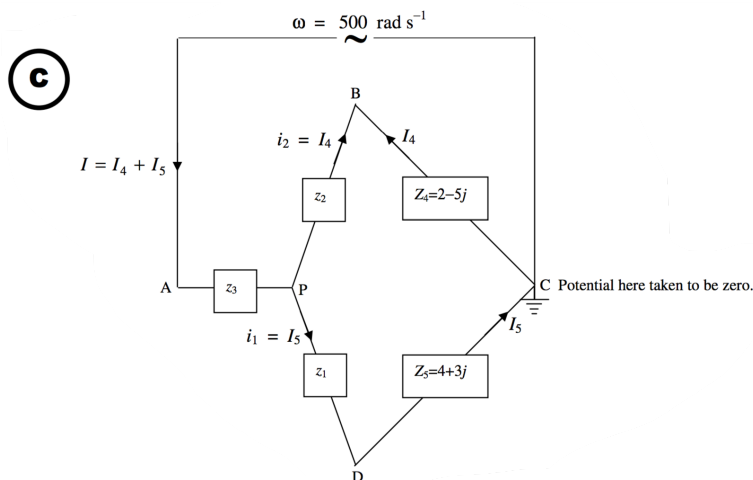 ω = 500 rad s⁻¹
~
C
B
i₂ = I₄
I₄
I = I₄ + I₅
z₂
Z₄=2−5j
A
z₃
P
C Potential here taken to be zero.
i₁ = I₅
I₅
z₁
Z₅=4+3j
D